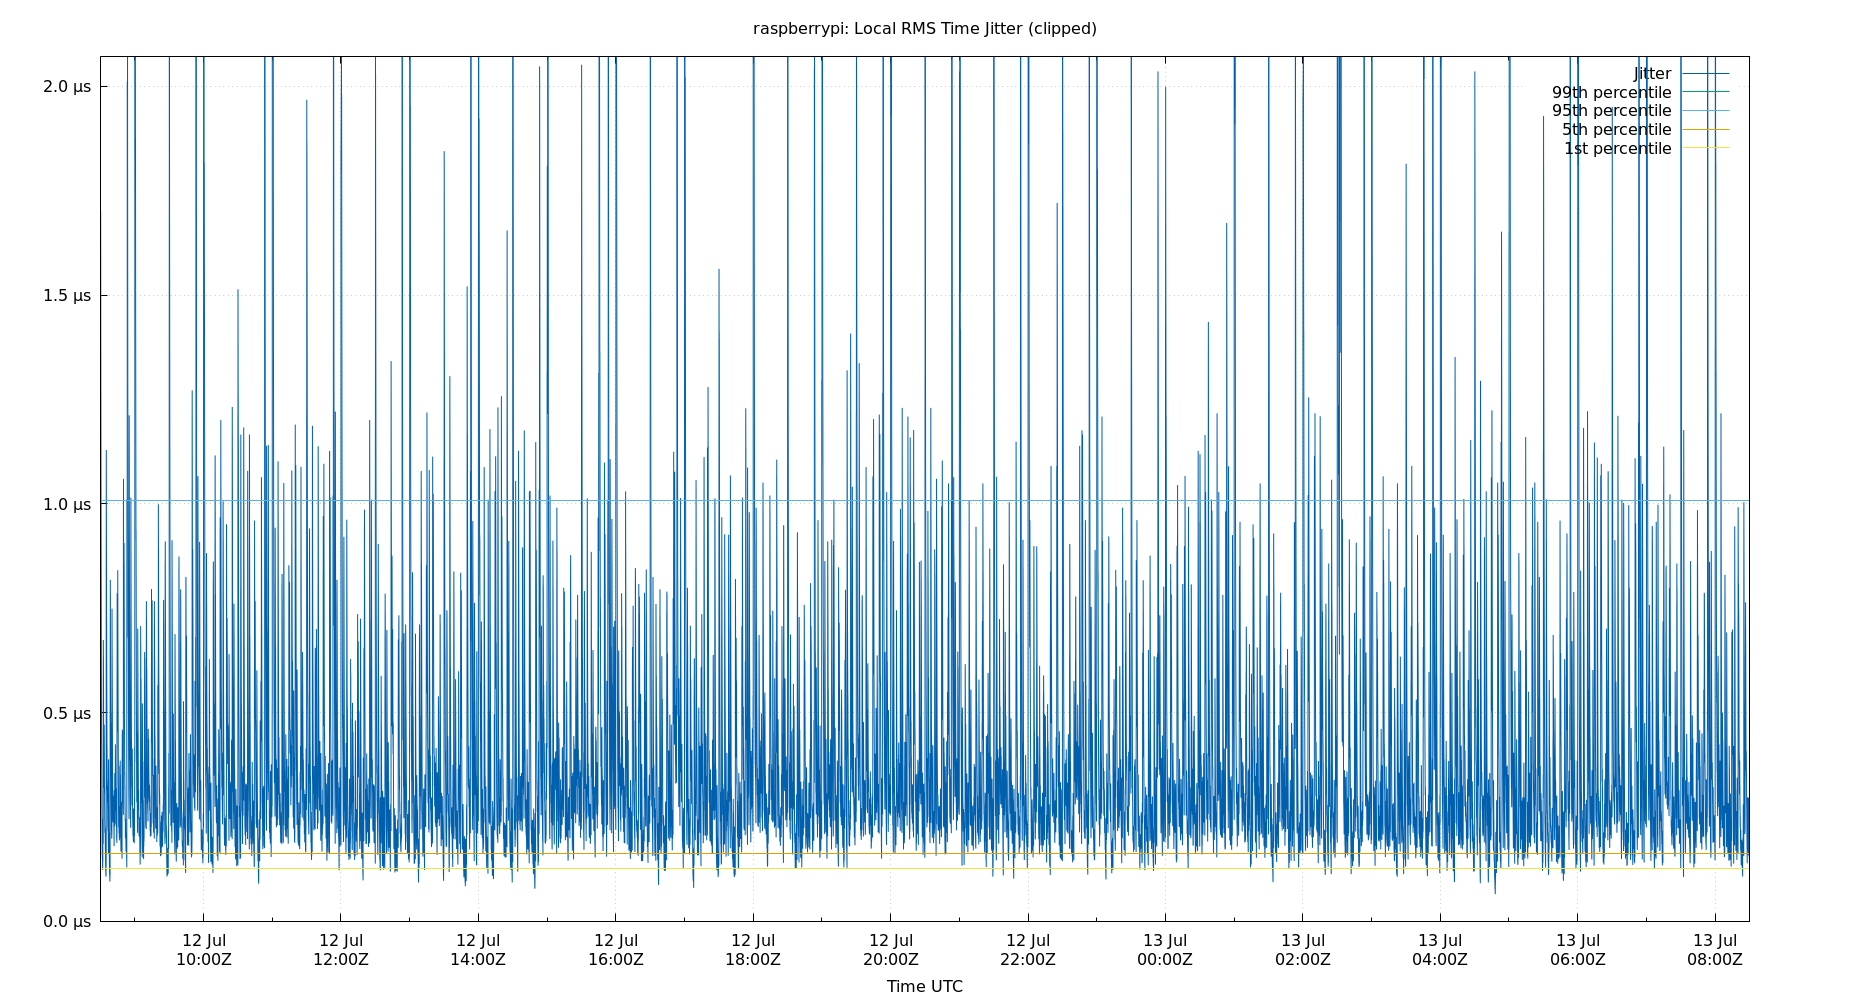 raspberrypi: Local RMS Time Jitter (clipped)
2.0 µs
1.5 µs
1.0 µs
0.5 µs
0.0 µs
Jitter
99th percentile
95th percentile
5th percentile
1st percentile
12 Jul
10:00Z
12 Jul
12:00Z
12 Jul
14:00Z
12 Jul
16:00Z
12 Jul
18:00Z
12 Jul
20:00Z
12 Jul
22:00Z
13 Jul
00:00Z
13 Jul
02:00Z
13 Jul
04:00Z
13 Jul
06:00Z
13 Jul
08:00Z
Time UTC